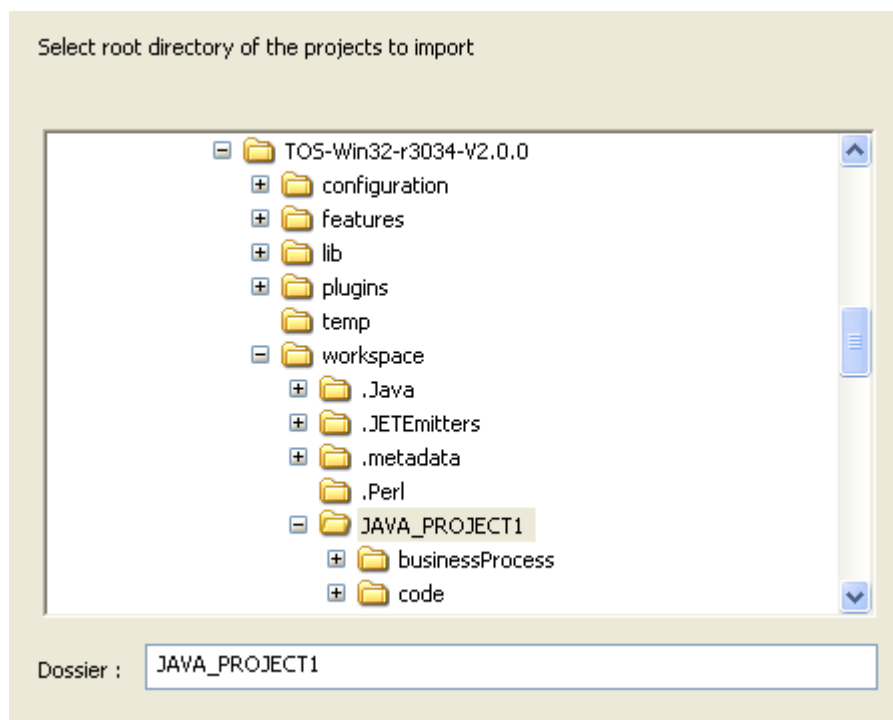 Select root directory of the projects to import
TOS-Win32-r3034-V2.0.0
configuration
features
lib
plugins
temp
workspace
.Java
.JETEmitters
.metadata
.Perl
JAVA_PROJECT1
businessProcess
code
Dossier : JAVA_PROJECT1